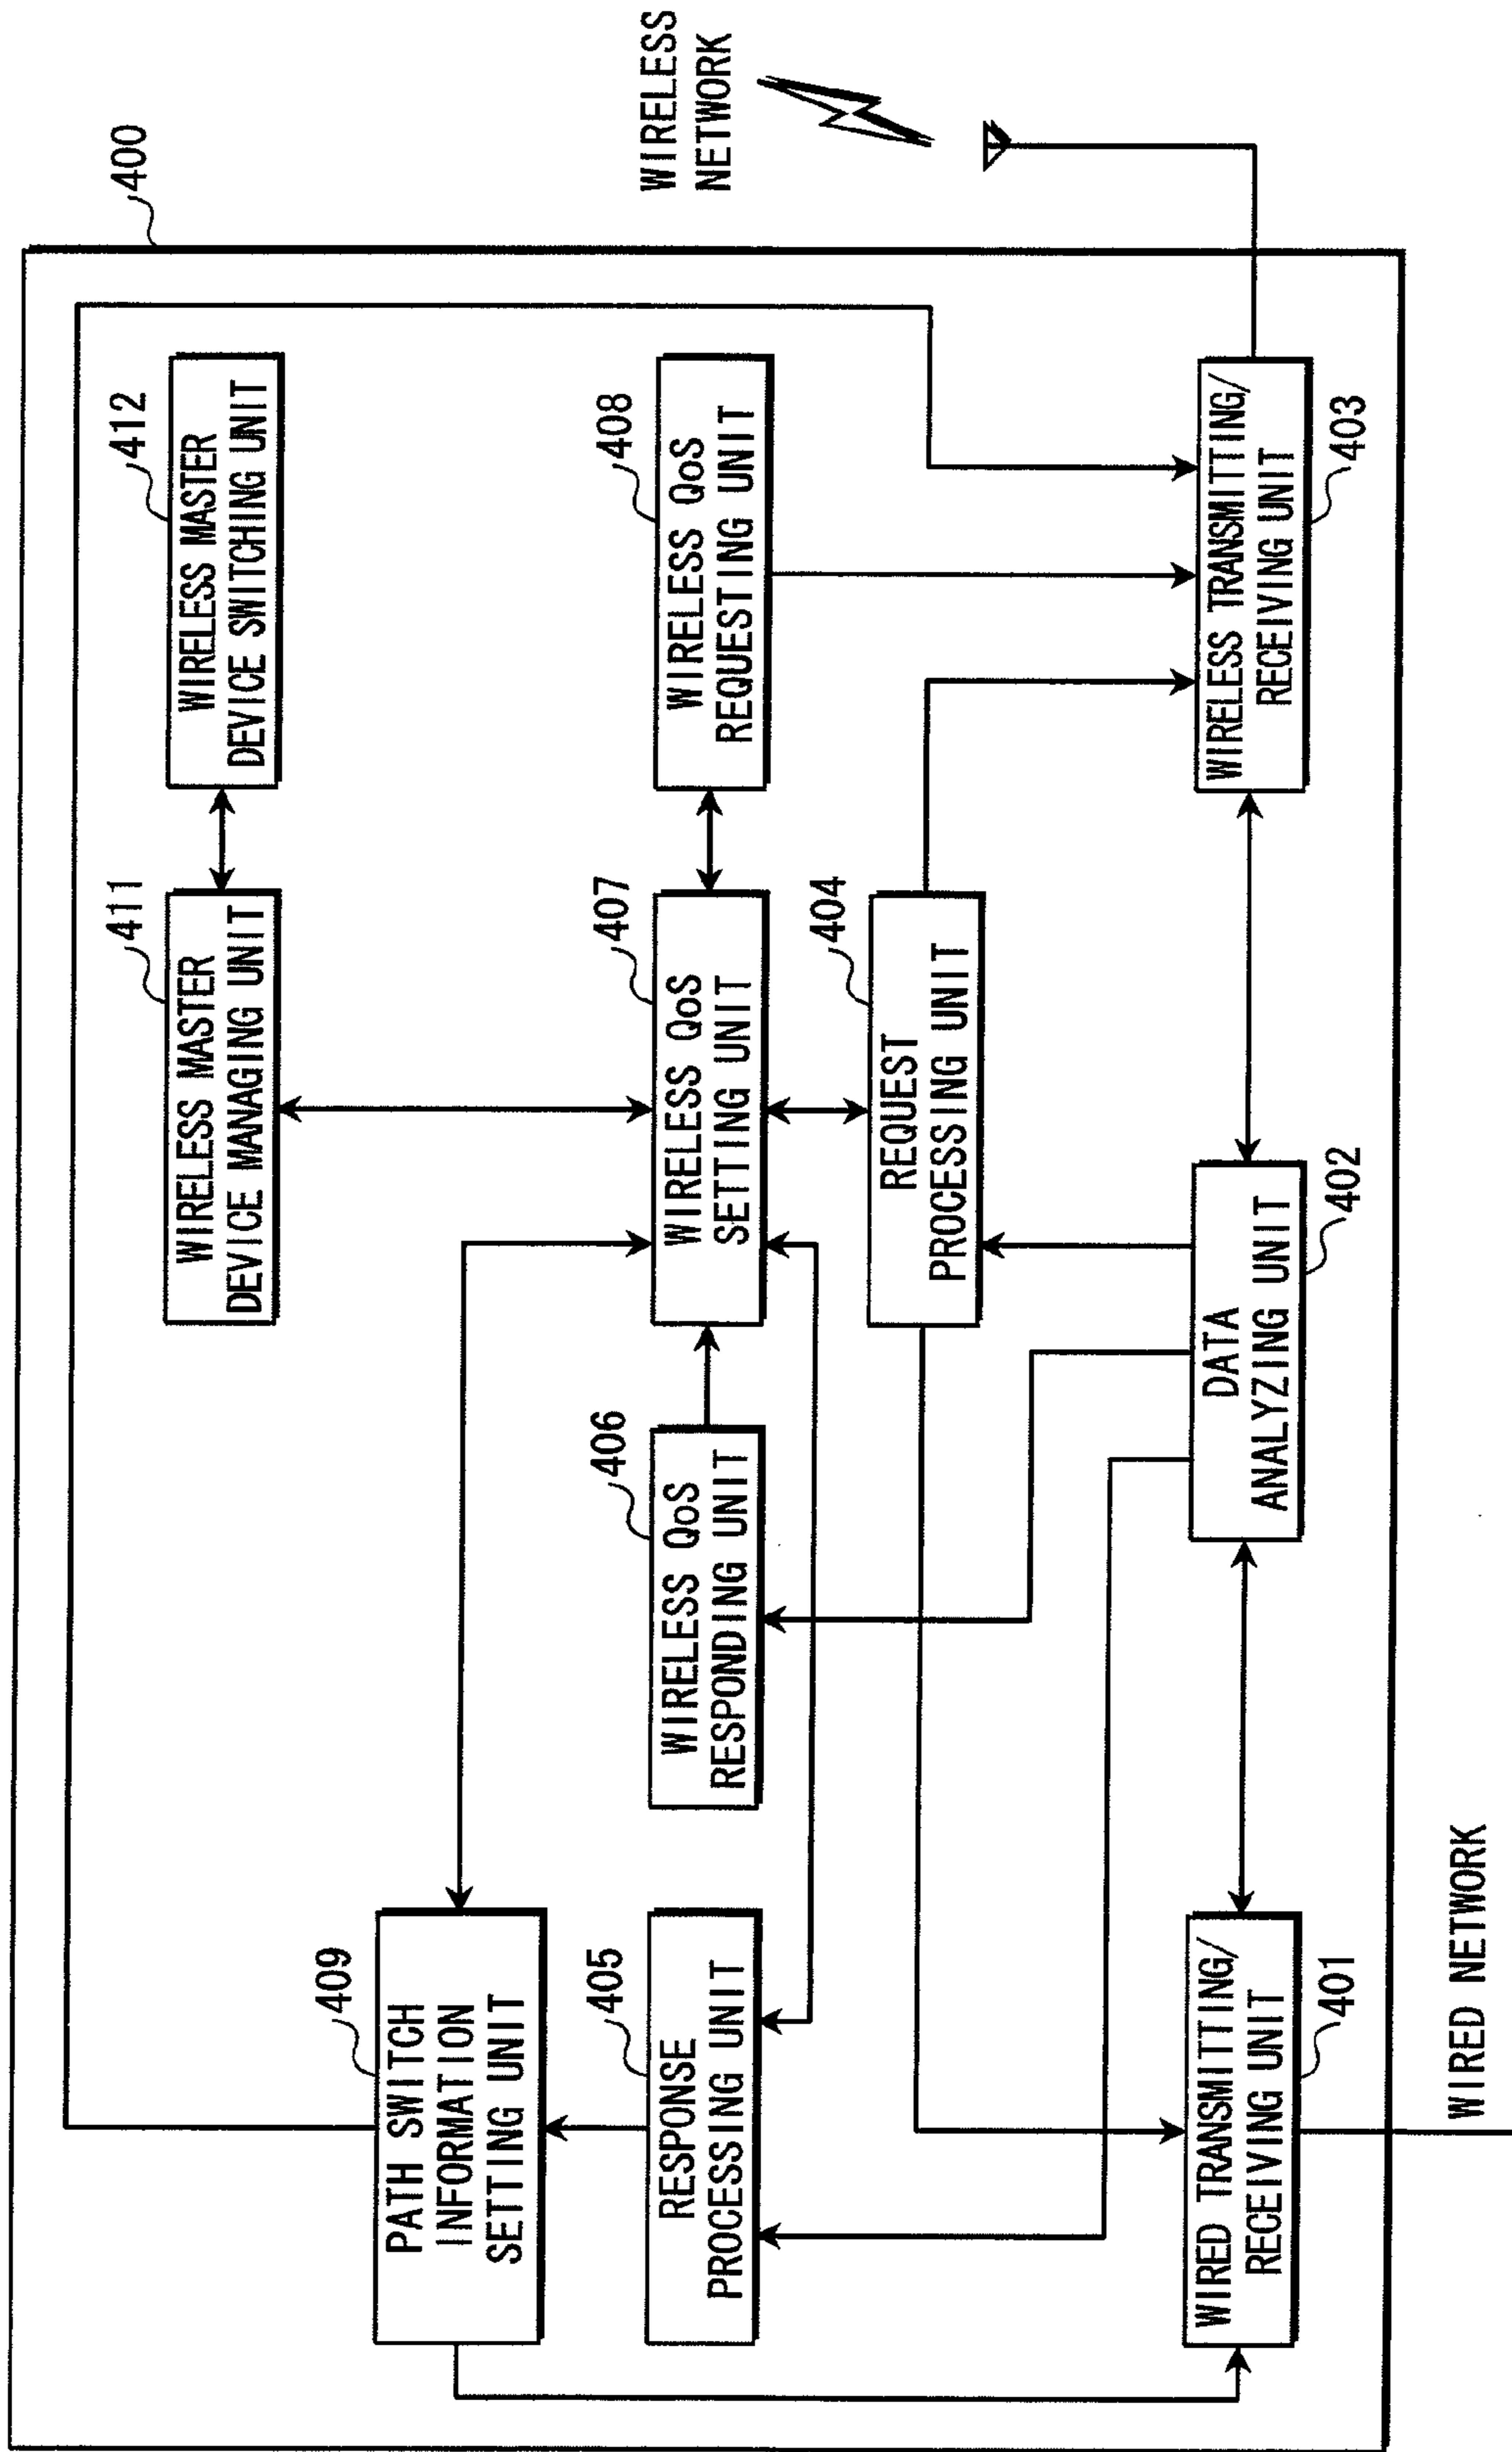 400
WIRELESS
NETWORK
411
WIRELESS MASTER
DEVICE MANAGING UNIT
412
WIRELESS MASTER
DEVICE SWITCHING UNIT
409
PATH SWITCH
INFORMATION
SETTING UNIT
405
RESPONSE
PROCESSING UNIT
406
WIRELESS QoS
RESPONDING UNIT
407
WIRELESS QoS
SETTING UNIT
408
WIRELESS QoS
REQUESTING UNIT
404
REQUEST
PROCESSING UNIT
WIRED TRANSMITTING/
RECEIVING UNIT
401
DATA
ANALYZING UNIT
402
WIRELESS TRANSMITTING/
RECEIVING UNIT
403
WIRED NETWORK